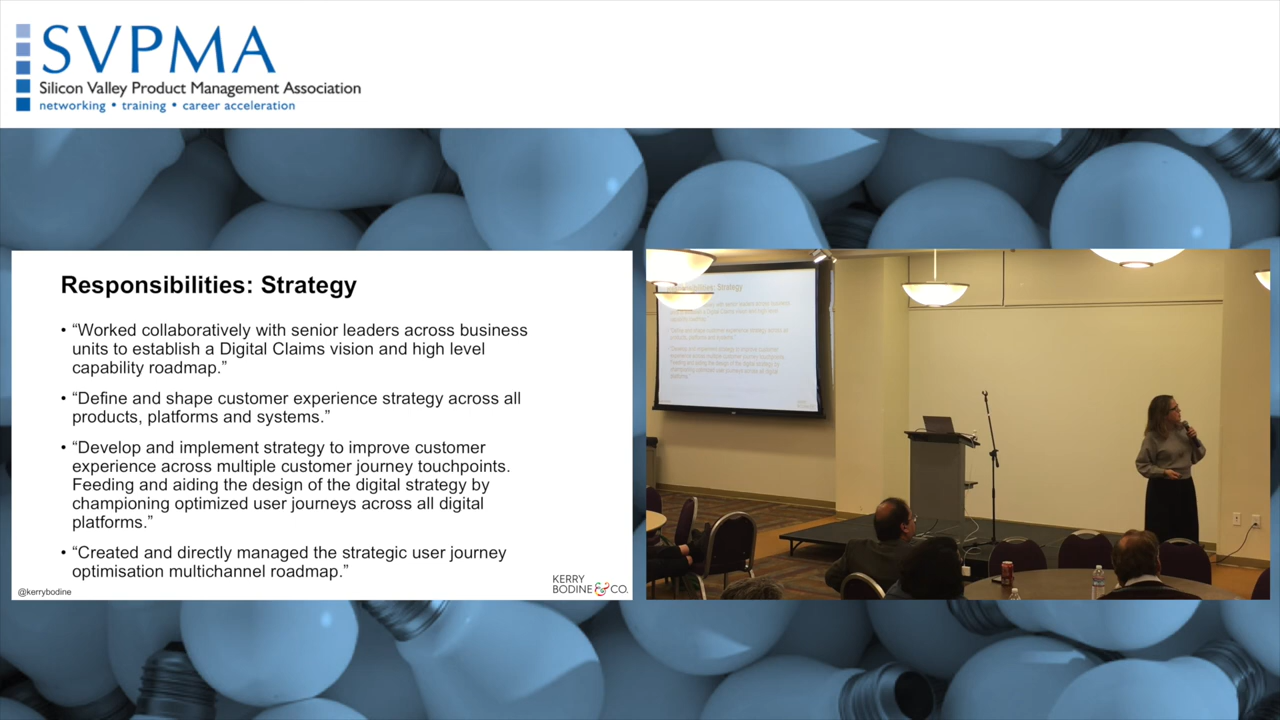 SVPMA
Silicon Valley Product Management Association
networking • training • career acceleration
Responsibilities: Strategy
• “Worked collaboratively with senior leaders across business
units to establish a Digital Claims vision and high level
capability roadmap.”
• “Define and shape customer experience strategy across all
products, platforms and systems.”
• “Develop and implement strategy to improve customer
experience across multiple customer journey touchpoints.
Feeding and aiding the design of the digital strategy by
championing optimized user journeys across all digital
platforms.”
• “Created and directly managed the strategic user journey
optimisation multichannel roadmap.”
@kerrybodine
KERRY
BODINE & CO.
Strategy